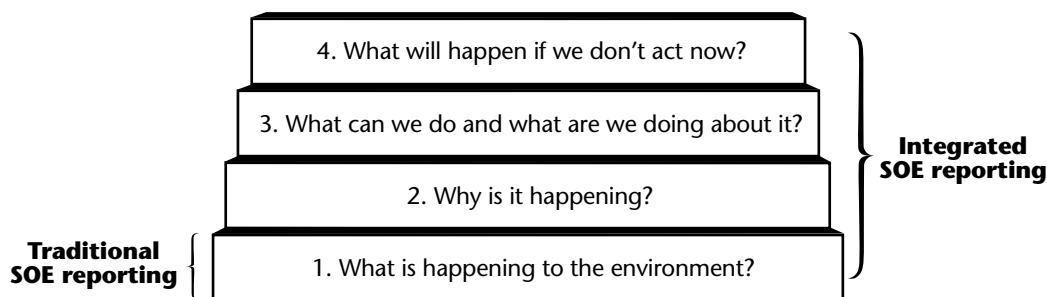 4. What will happen if we don’t act now?
3. What can we do and what are we doing about it?
Integrated
SOE reporting
2. Why is it happening?
Traditional
SOE reporting
1. What is happening to the environment?